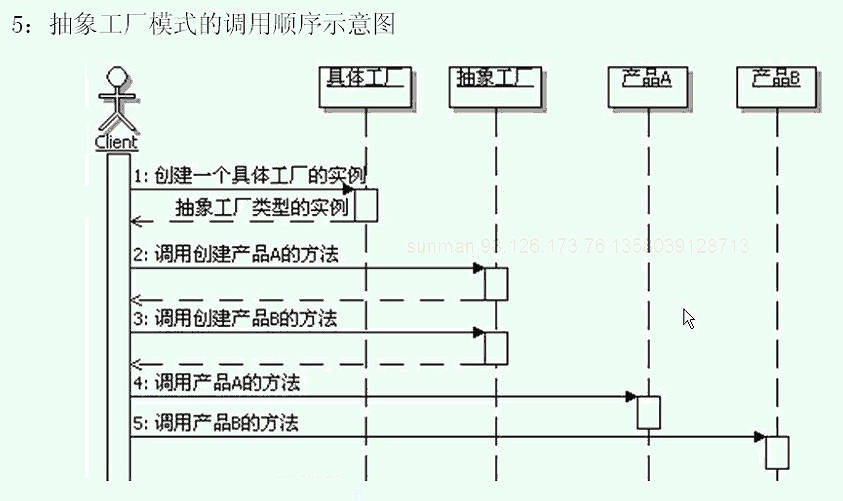 5：抽象工厂模式的调用顺序示意图
具体工厂 抽象工厂 产品A 产品B
Client
1: 创建一个具体工厂的实例
抽象工厂类型的实例
sunman 93.126.173.76 1358039128713
2: 调用创建产品A的方法
3: 调用创建产品B的方法
4: 调用产品A的方法
5: 调用产品B的方法